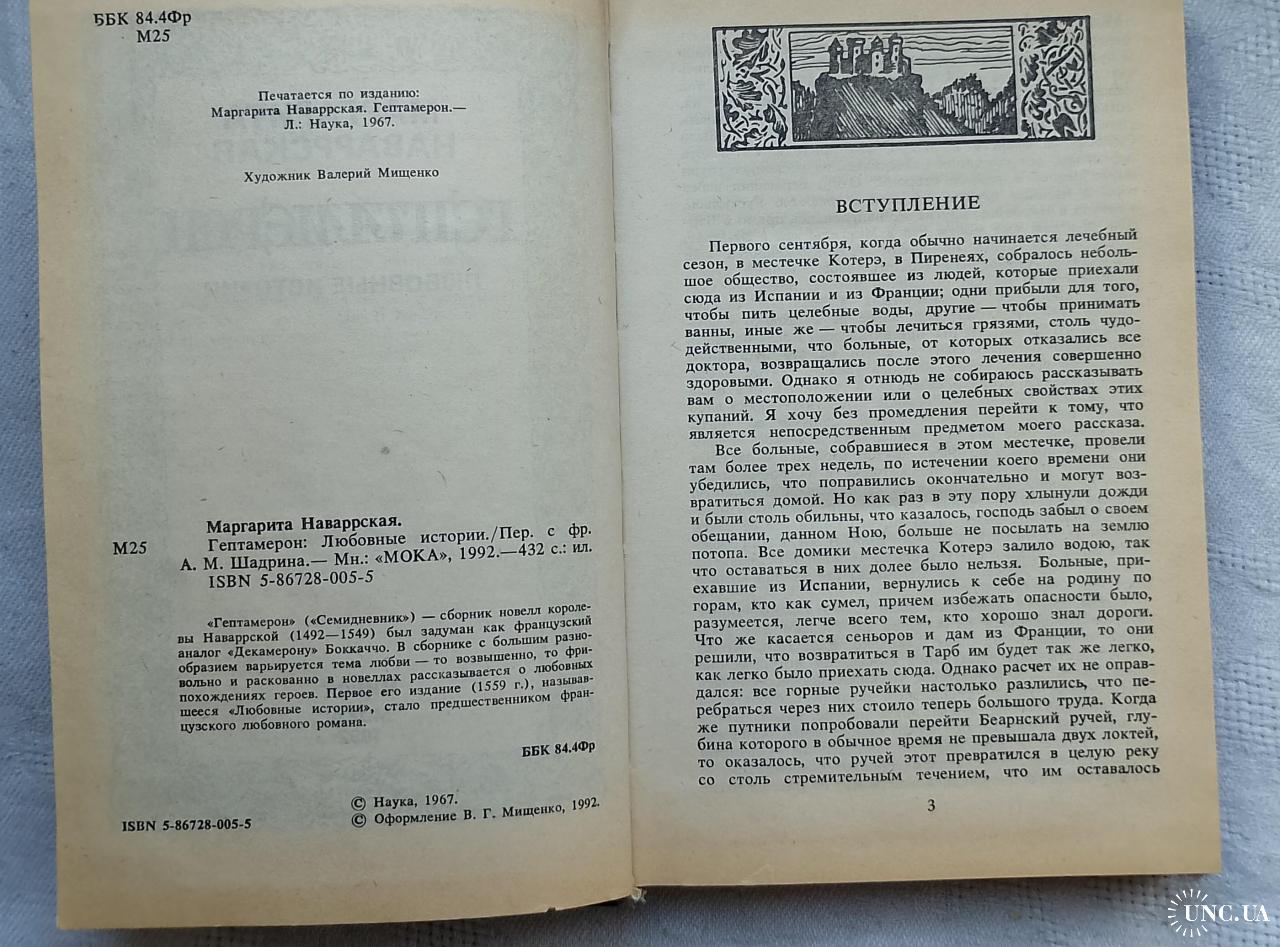 ББК 84.4Фр
М25
Печатается по изданию:
Маргарита Наваррская. Гептамерон.—
Л.: Наука, 1967.
Художник Валерий Мищенко
Маргарита Наваррская.
М25 Гептамерон: Любовные истории./Пер. с фр.
А. М. Шадрина.— Мн.: «МОКА», 1992.—432 с.: ил.
ISBN 5-86728-005-5
«Гептамерон» («Семидневник») — сборник новелл короле-
вы Наваррской (1492—1549) был задуман как французский
аналог «Декамерону» Боккаччо. В сборнике с большим разно-
образием варьируется тема любви — то возвышенно, то фри-
вольно и раскованно в новеллах рассказывается о любовных
похождениях героев. Первое его издание (1559 г.), называв-
шееся «Любовные истории», стало предшественником фран-
цузского любовного романа.
ББК 84.4Фр
ISBN 5-86728-005-5
© Наука, 1967.
© Оформление В. Г. Мищенко, 1992.
ВСТУПЛЕНИЕ
Первого сентября, когда обычно начинается лечебный
сезон, в местечке Котерэ, в Пиренеях, собралось неболь-
шое общество, состоявшее из людей, которые приехали
сюда из Испании и из Франции; одни прибыли для того,
чтобы пить целебные воды, другие — чтобы принимать
ванны, иные же — чтобы лечиться грязями, столь чудо-
действенными, что больные, от которых отказались все
доктора, возвращались после этого лечения совершенно
здоровыми. Однако я отнюдь не собираюсь рассказывать
вам о местоположении или о целебных свойствах этих
купаний. Я хочу без промедления перейти к тому, что
является непосредственным предметом моего рассказа.
Все больные, собравшиеся в этом местечке, провели
там более трех недель, по истечении коего времени они
убедились, что поправились окончательно и могут воз-
вратиться домой. Но как раз в эту пору хлынули дожди
и были столь обильны, что казалось, господь забыл о своем
обещании, данном Ною, больше не посылать на землю
потопа. Все домики местечка Котерэ залило водою, так
что оставаться в них далее было нельзя. Больные, при-
ехавшие из Испании, вернулись к себе на родину по
горам, кто как сумел, причем избежать опасности было,
разумеется, легче всего тем, кто хорошо знал дороги.
Что же касается сеньоров и дам из Франции, то они
решили, что возвратиться в Тарб им будет так же легко,
как легко было приехать сюда. Однако расчет их не оправ-
дался: все горные ручейки настолько разлились, что пе-
ребраться через них стоило теперь большого труда. Когда
же путники попробовали перейти Беарнский ручей, глу-
бина которого в обычное время не превышала двух локтей,
то оказалось, что ручей этот превратился в целую реку
со столь стремительным течением, что им оставалось
3
UNC.UA